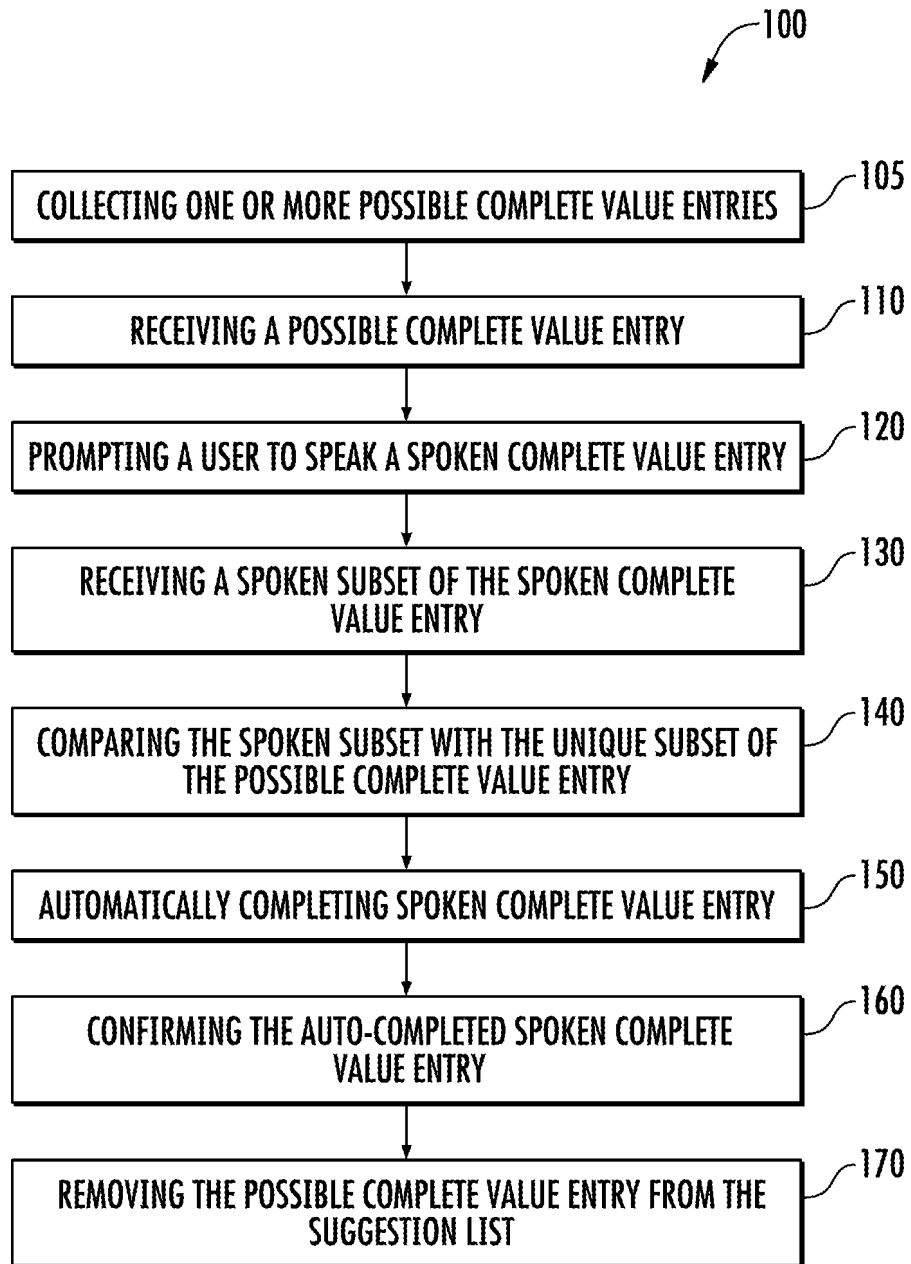 100
COLLECTING ONE OR MORE POSSIBLE COMPLETE VALUE ENTRIES
105
RECEIVING A POSSIBLE COMPLETE VALUE ENTRY
110
PROMPTING A USER TO SPEAK A SPOKEN COMPLETE VALUE ENTRY
120
RECEIVING A SPOKEN SUBSET OF THE SPOKEN COMPLETE
VALUE ENTRY
130
COMPARING THE SPOKEN SUBSET WITH THE UNIQUE SUBSET OF
THE POSSIBLE COMPLETE VALUE ENTRY
140
AUTOMATICALLY COMPLETING SPOKEN COMPLETE VALUE ENTRY
150
CONFIRMING THE AUTO-COMPLETED SPOKEN COMPLETE
VALUE ENTRY
160
REMOVING THE POSSIBLE COMPLETE VALUE ENTRY FROM THE
SUGGESTION LIST
170